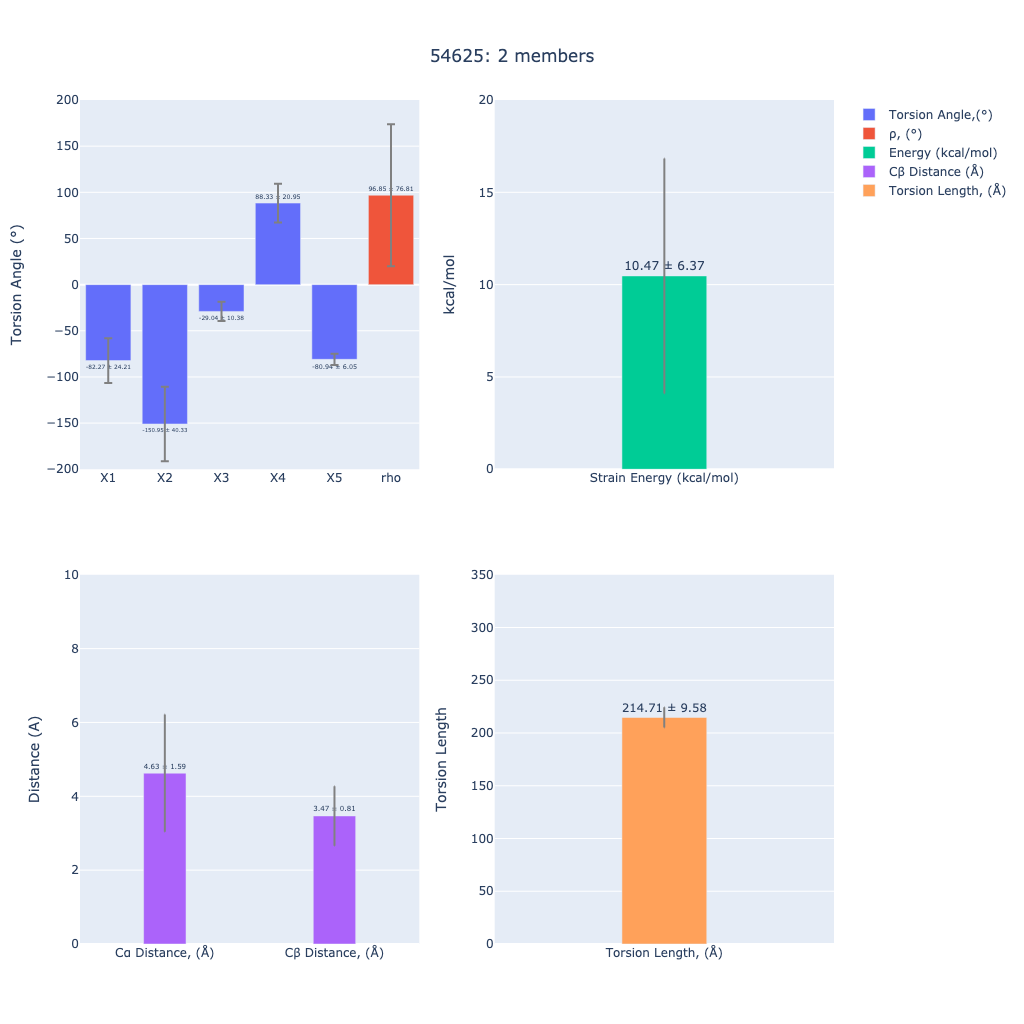 54625: 2 members
Torsion Angle (°)
200
150
100
50
0
−50
−100
−150
−200
-82.27 ± 24.21
-150.95 ± 40.33
-29.04 ± 10.38
88.33 ± 20.95
-80.94 ± 6.05
96.85 ± 76.81
X1 X2 X3 X4 X5 rho
kcal/mol
20
15
10
5
0
10.47 ± 6.37
Strain Energy (kcal/mol)
Torsion Angle,(°)
ρ, (°)
Energy (kcal/mol)
Cβ Distance (Å)
Torsion Length, (Å)
Distance (A)
10
8
6
4
2
0
4.63 ± 1.59
3.47 ± 0.81
Cα Distance, (Å) Cβ Distance, (Å)
Torsion Length
350
300
250
200
150
100
50
0
214.71 ± 9.58
Torsion Length, (Å)